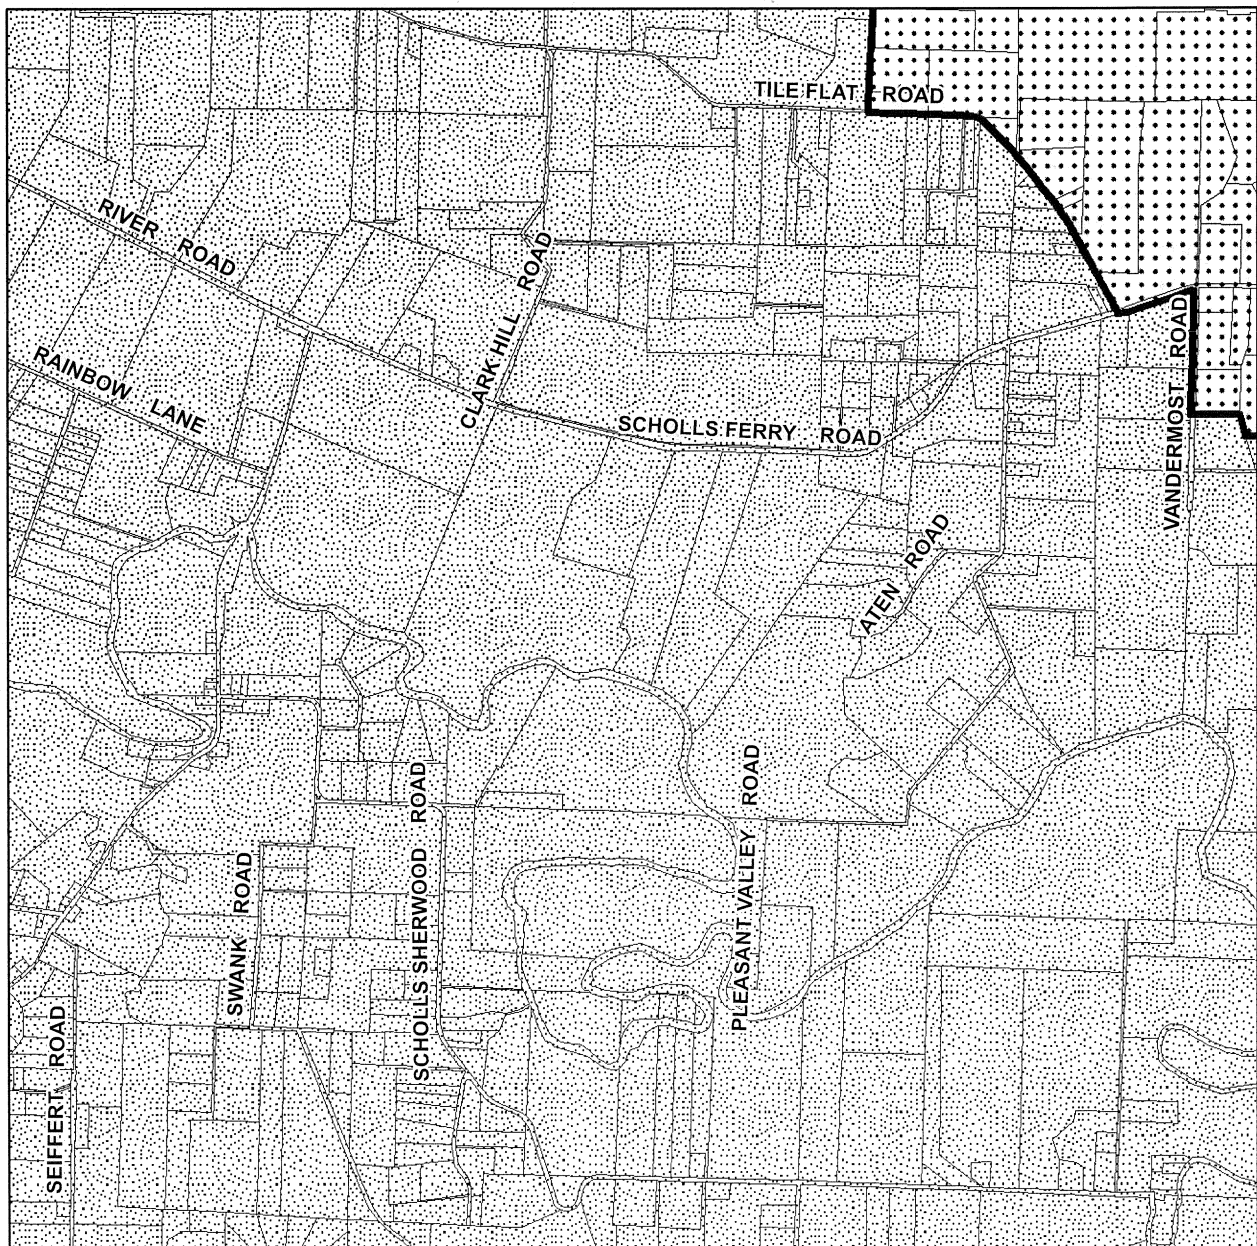 TILE FLAT ROAD
RIVER ROAD
CLARK HILL ROAD
RAINBOW LANE
VANDERMOST ROAD
SCHOLLS FERRY ROAD
ATEN ROAD
PLEASANT VALLEY ROAD
SCHOLLS SHERWOOD ROAD
SWANK ROAD
SEIFFERT ROAD